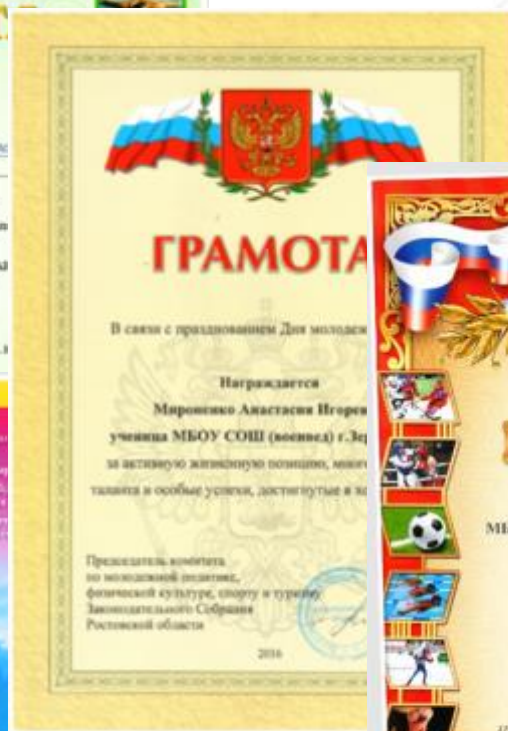 ГРАМОТА
В связи с празднованием Дня молодеж
Награждается
Мироненко Анастасия Игорев
ученица МБОУ СОШ (военвед) г.Зер
за активную жизненную позицию, много
таланта и особые успехи, достигнутые в
Председатель комитета
по молодежной политике,
физической культуре, спорту и туризму
Законодательного Собрания
Ростовской области
2016